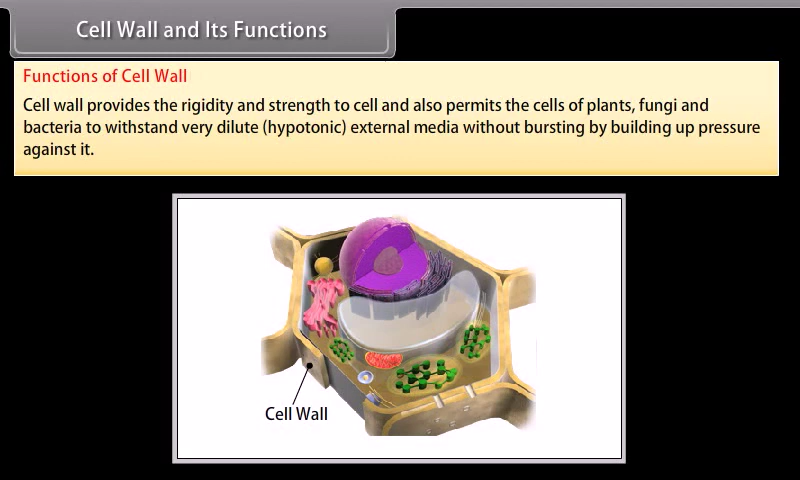 Cell Wall and Its Functions
Functions of Cell Wall
Cell wall provides the rigidity and strength to cell and also permits the cells of plants, fungi and
bacteria to withstand very dilute (hypotonic) external media without bursting by building up pressure
against it.
Cell Wall